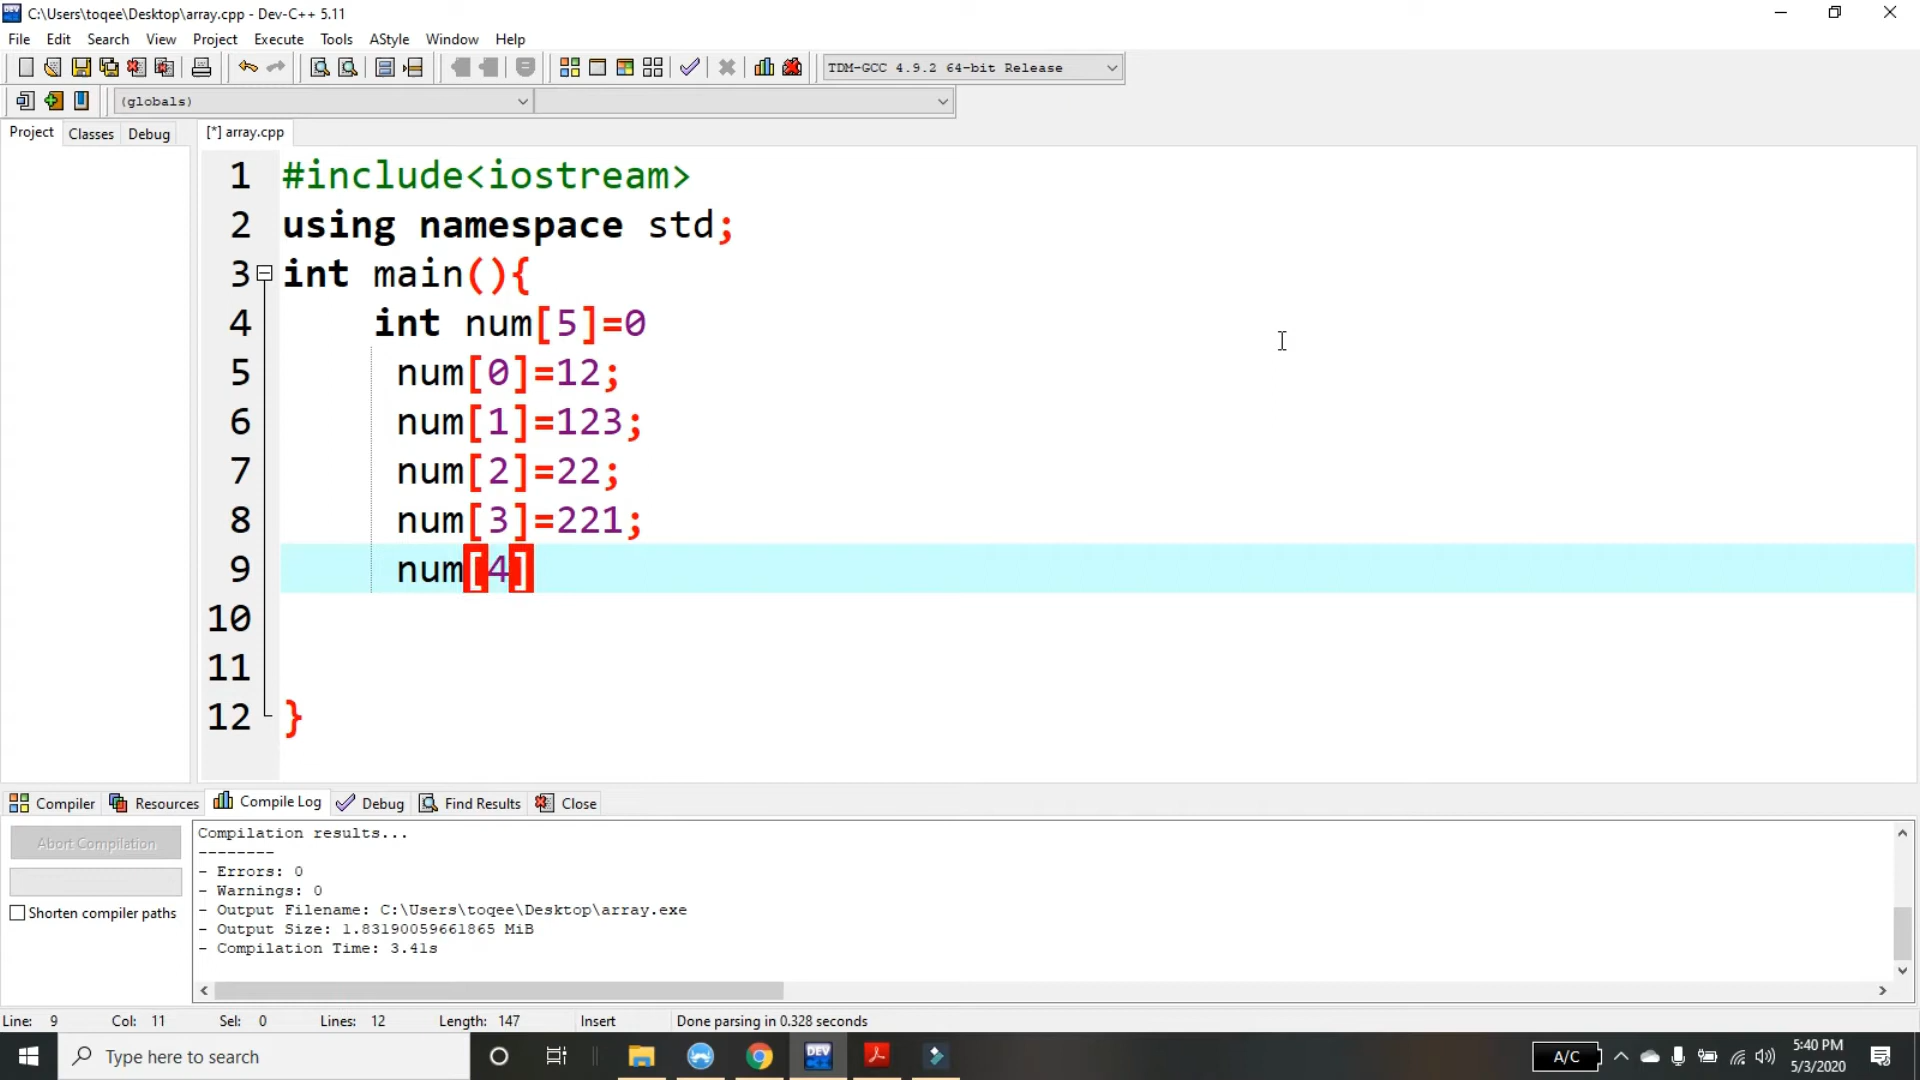 C:\Users\toqee\Desktop\array.cpp - Dev-C++ 5.11
File Edit Search View Project Execute Tools AStyle Window Help
TDM-GCC 4.9.2 64-bit Release
(globals)
Project Classes Debug [*] array.cpp
1 #include<iostream>
2 using namespace std;
3 int main(){
4 int num[5]=0
5 num[0]=12;
6 num[1]=123;
7 num[2]=22;
8 num[3]=221;
9 num[4]
10
11
12 }
Compiler Resources Compile Log Debug Find Results Close
Abort Compilation
Shorten compiler paths
Compilation results...
--------
- Errors: 0
- Warnings: 0
- Output Filename: C:\Users\toqee\Desktop\array.exe
- Output Size: 1.83190059661865 MiB
- Compilation Time: 3.41s
Line: 9 Col: 11 Sel: 0 Lines: 12 Length: 147 Insert Done parsing in 0.328 seconds
Type here to search
DEV
A/C
5:40 PM
5/3/2020